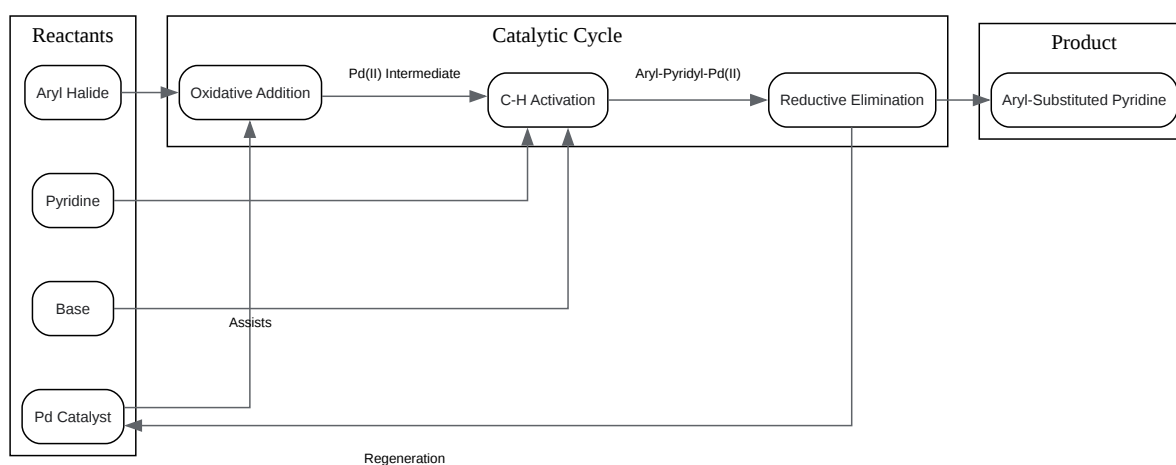 Reactants
Catalytic Cycle
Product
Aryl Halide
Oxidative Addition
Pd(II) Intermediate
C-H Activation
Aryl-Pyridyl-Pd(II)
Reductive Elimination
Aryl-Substituted Pyridine
Pyridine
Base
Assists
Pd Catalyst
Regeneration